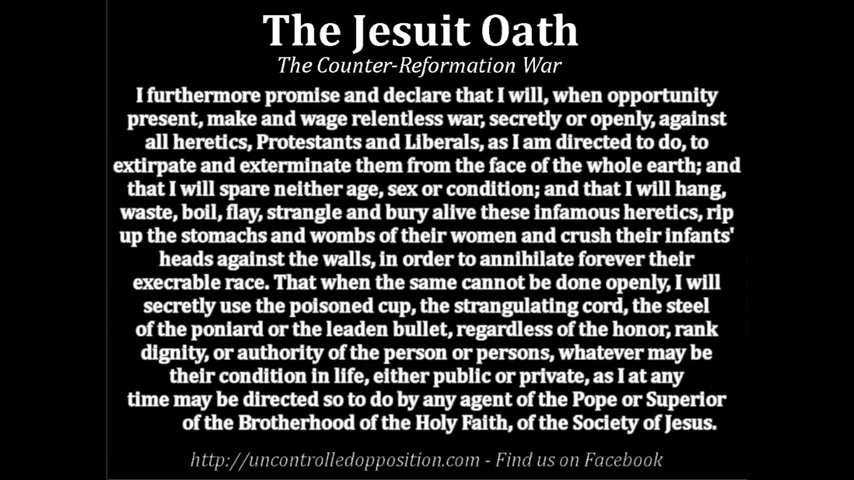 The Jesuit Oath
The Counter-Reformation War
I furthermore promise and declare that I will, when opportunity
present, make and wage relentless war, secretly or openly, against
all heretics, Protestants and Liberals, as I am directed to do, to
extirpate and exterminate them from the face of the whole earth; and
that I will spare neither age, sex or condition; and that I will hang,
waste, boil, flay, strangle and bury alive these infamous heretics, rip
up the stomachs and wombs of their women and crush their infants'
heads against the walls, in order to annihilate forever their
execrable race. That when the same cannot be done openly, I will
secretly use the poisoned cup, the strangulating cord, the steel
of the poniard or the leaden bullet, regardless of the honor, rank
dignity, or authority of the person or persons, whatever may be
their condition in life, either public or private, as I at any
time may be directed so to do by any agent of the Pope or Superior
of the Brotherhood of the Holy Faith, of the Society of Jesus.
http://uncontrolledopposition.com - Find us on Facebook